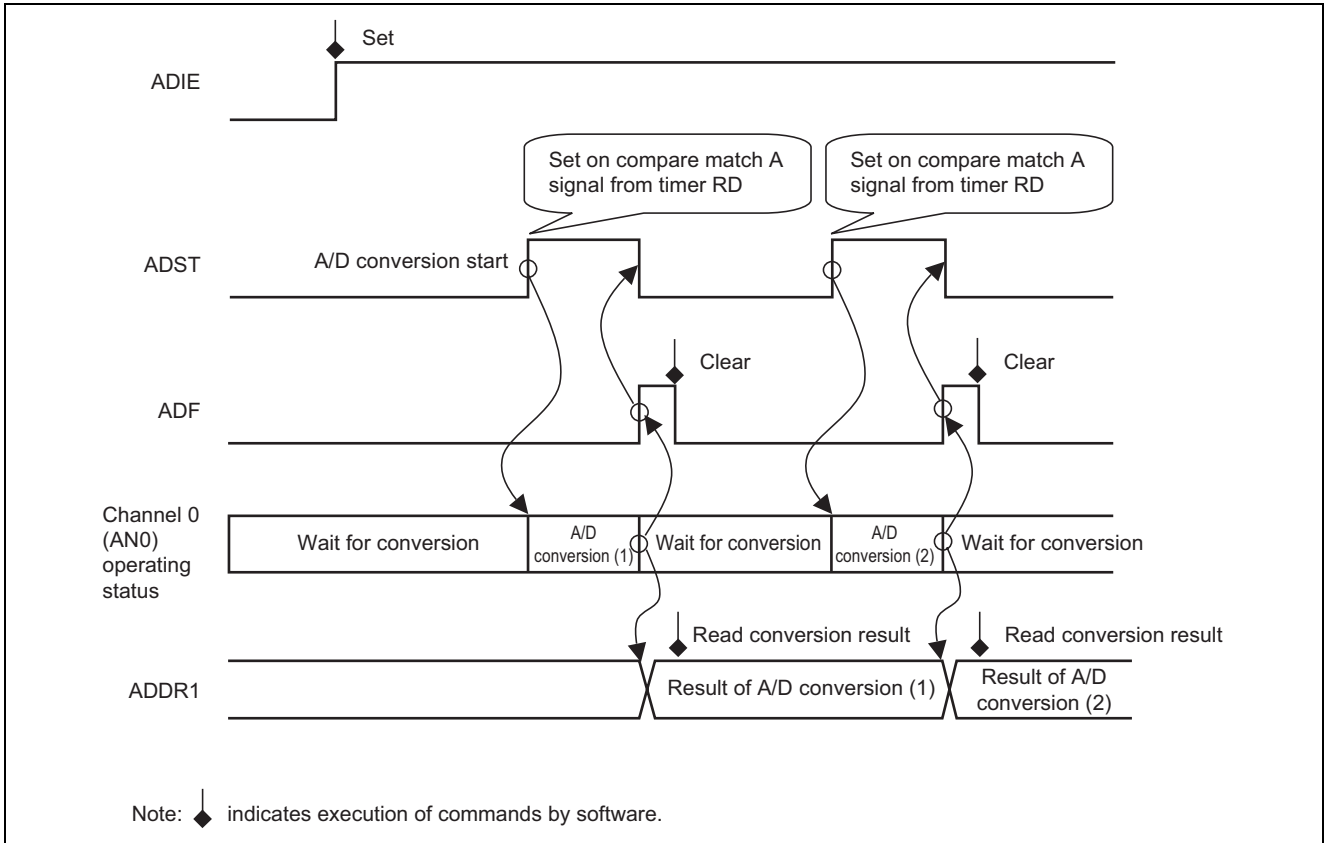 Set
ADIE
Set on compare match A
signal from timer RD
Set on compare match A
signal from timer RD
ADST
A/D conversion start
Clear
Clear
ADF
Channel 0
(AN0)
operating
status
Wait for conversion
A/D
conversion (1)
Wait for conversion
A/D
conversion (2)
Wait for conversion
Read conversion result
Read conversion result
ADDR1
Result of A/D conversion (1)
Result of A/D
conversion (2)
Note: indicates execution of commands by software.